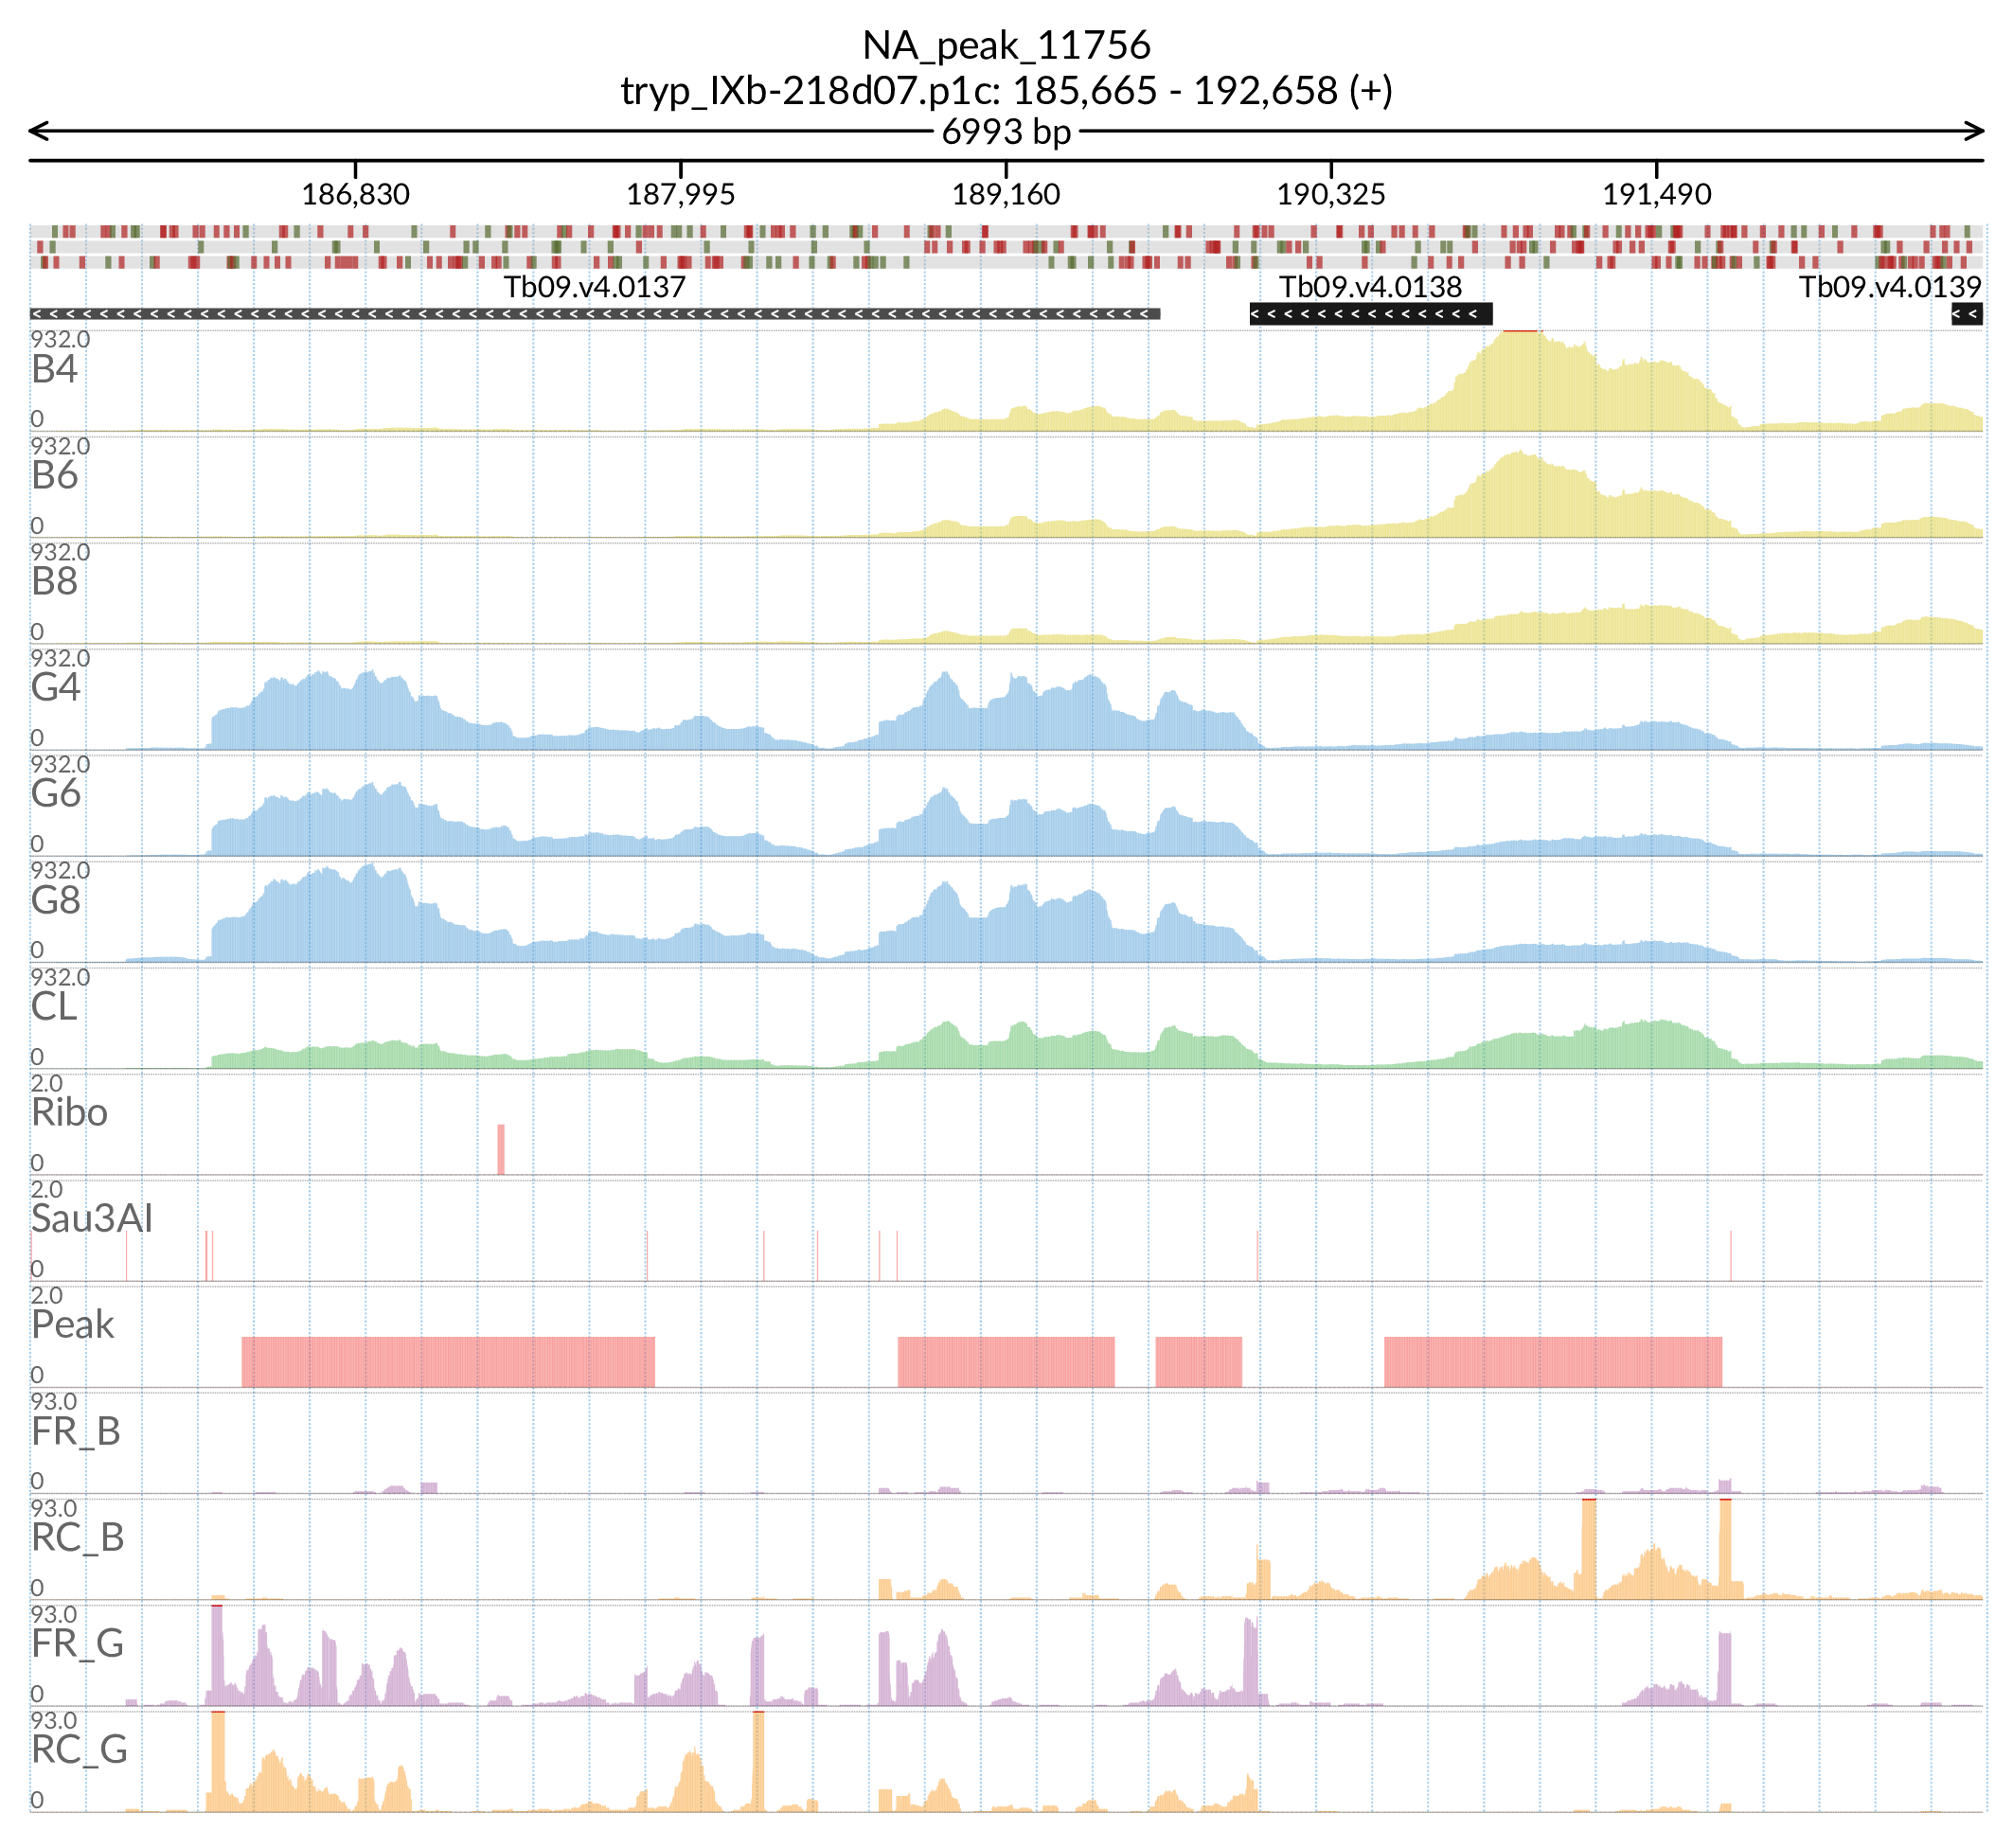 NA_peak_11756
tryp_IXb-218d07.p1c: 185,665 - 192,658 (+)
6993 bp
186,830 187,995 189,160 190,325 191,490
Tb09.v4.0137 Tb09.v4.0138 Tb09.v4.0139
932.0
B4
0
932.0
B6
0
932.0
B8
0
932.0
G4
0
932.0
G6
0
932.0
G8
0
932.0
CL
0
2.0
Ribo
0
2.0
Sau3AI
0
2.0
Peak
0
93.0
FR_B
0
93.0
RC_B
0
93.0
FR_G
0
93.0
RC_G
0